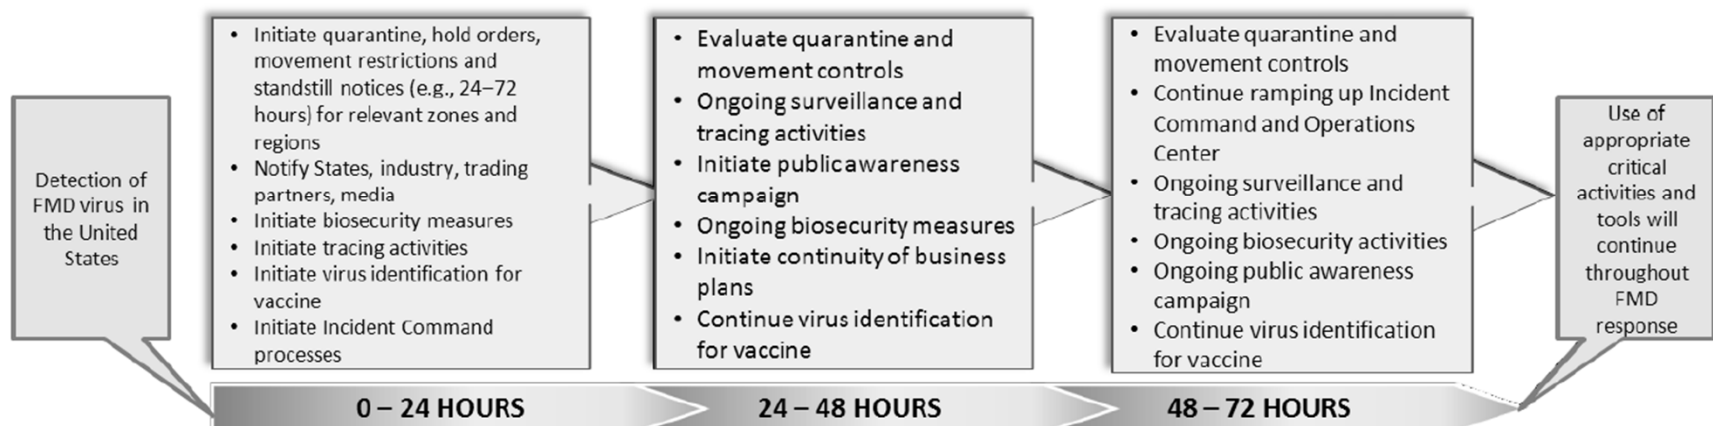 Detection of
FMD virus in
the United
States
• Initiate quarantine, hold orders,
movement restrictions and
standstill notices (e.g., 24–72
hours) for relevant zones and
regions
• Notify States, industry, trading
partners, media
• Initiate biosecurity measures
• Initiate tracing activities
• Initiate virus identification for
vaccine
• Initiate Incident Command
processes
• Evaluate quarantine and
movement controls
• Ongoing surveillance and
tracing activities
• Initiate public awareness
campaign
• Ongoing biosecurity measures
• Initiate continuity of business
plans
• Continue virus identification
for vaccine
• Evaluate quarantine and
movement controls
• Continue ramping up Incident
Command and Operations
Center
• Ongoing surveillance and
tracing activities
• Ongoing biosecurity activities
• Ongoing public awareness
campaign
• Continue virus identification
for vaccine
Use of
appropriate
critical
activities and
tools will
continue
throughout
FMD
response
0 – 24 HOURS
24 – 48 HOURS
48 – 72 HOURS